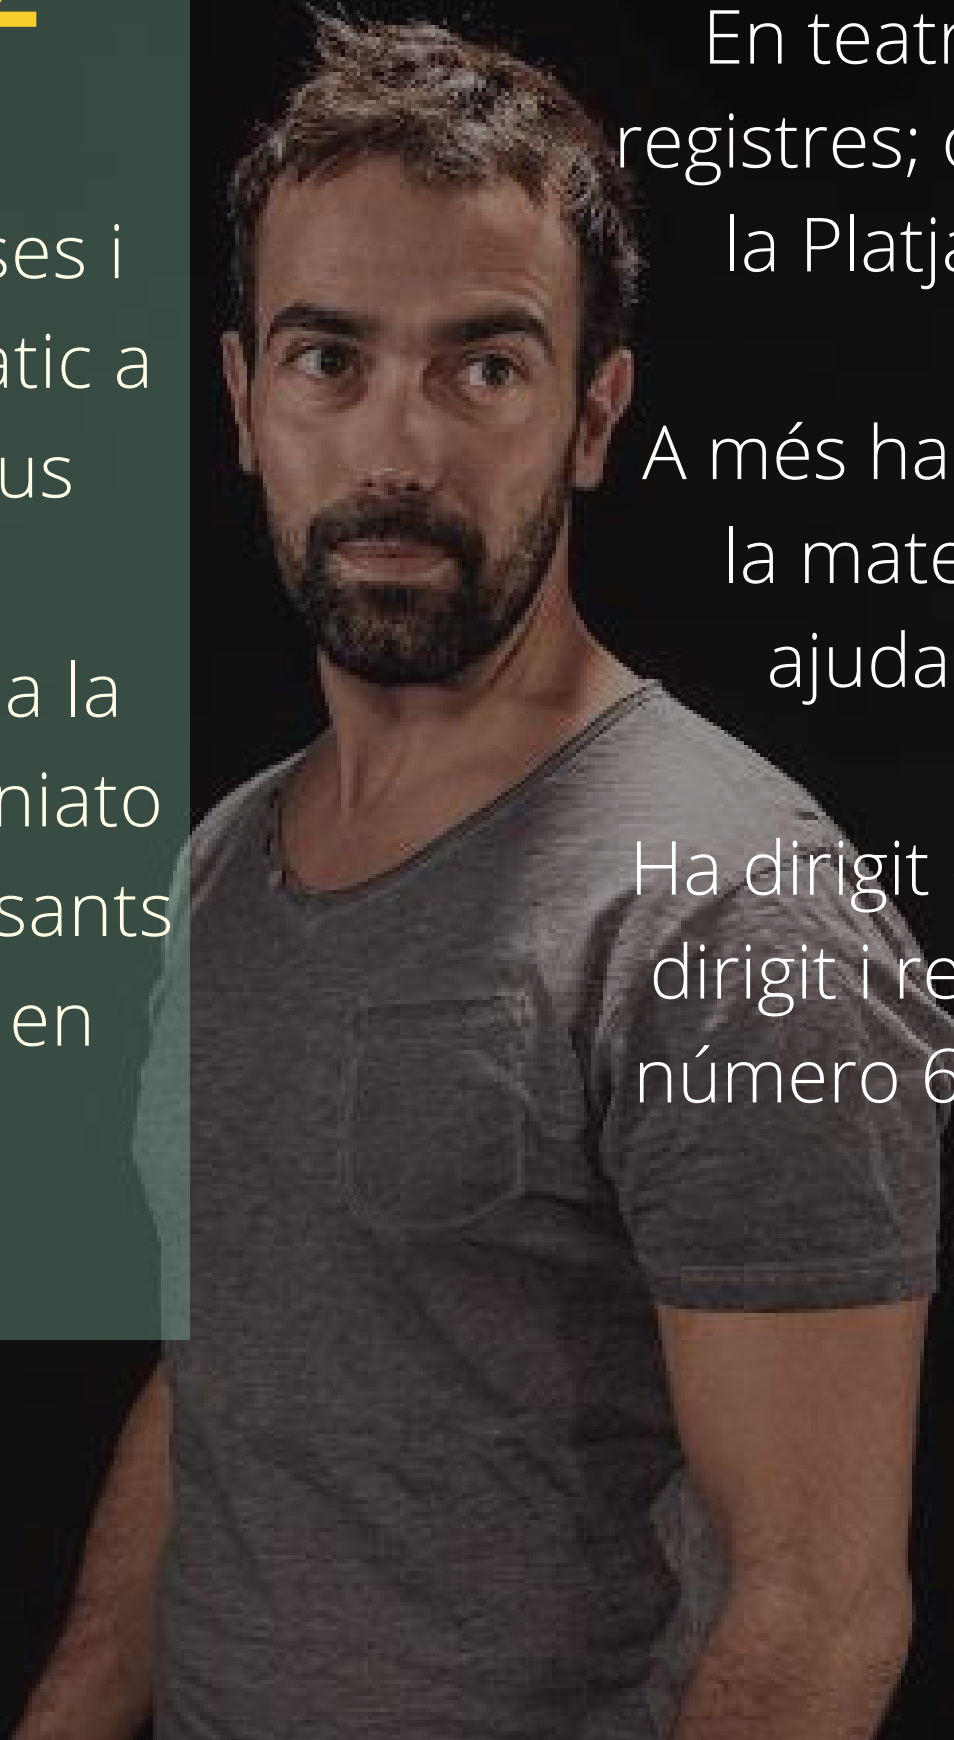 ses i
atic a
us
a la
niato
sants
en
En teatr
registres;
la Platja
A més ha
la mate
ajuda
Ha dirigit
dirigit i re
número 6